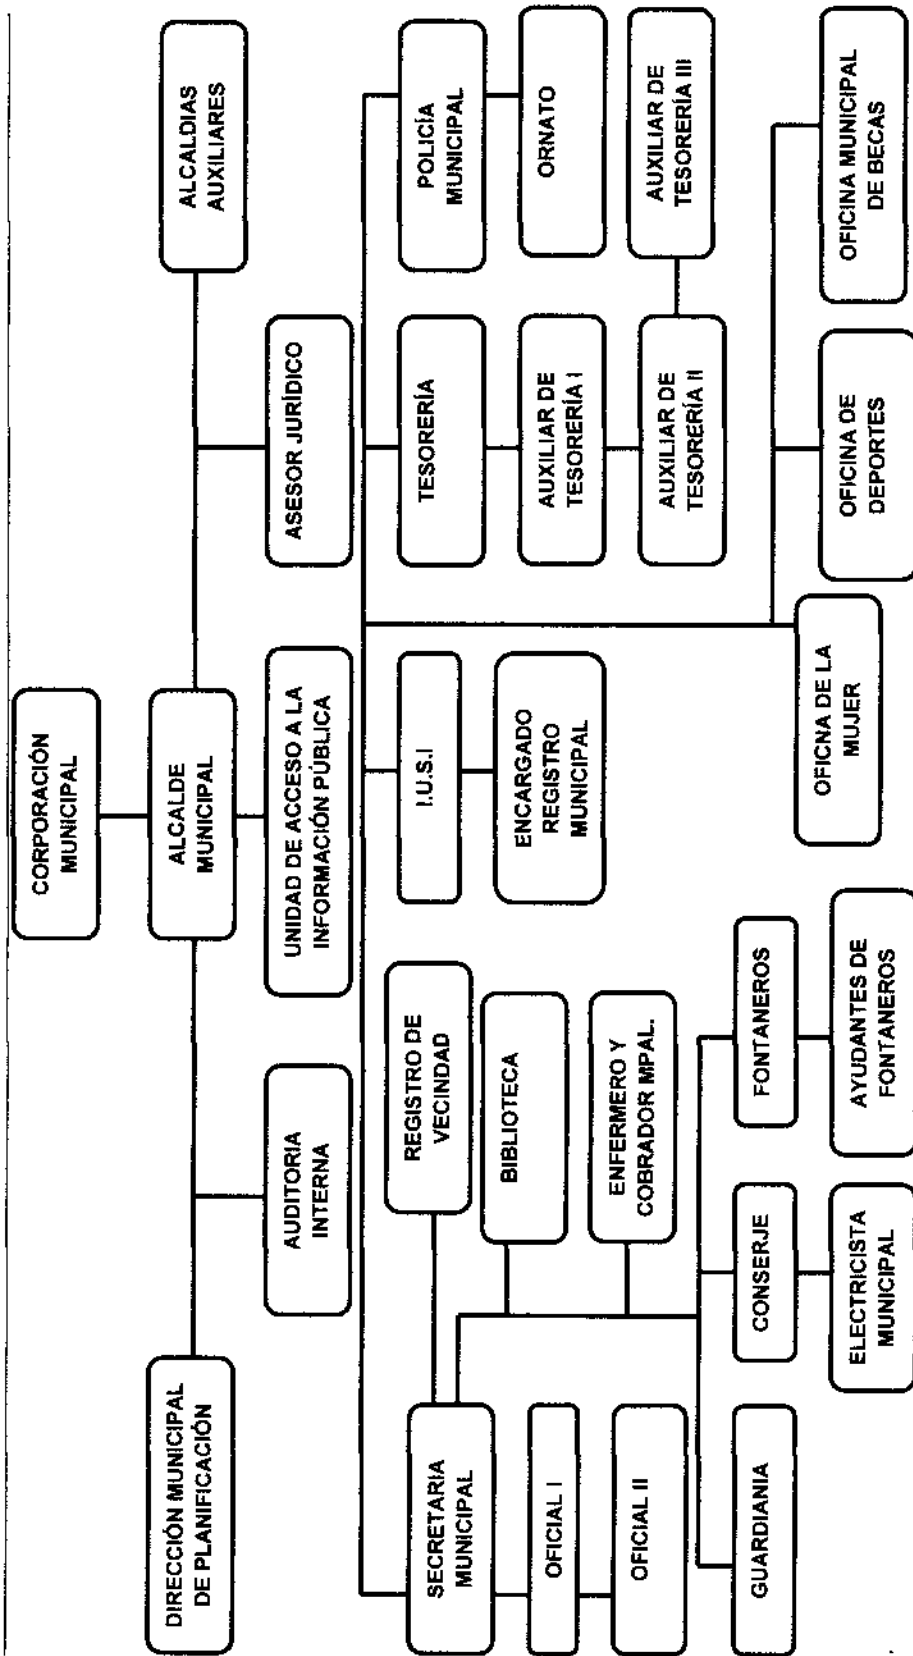 CORPORACIÓN
MUNICIPAL
DIRECCIÓN MUNICIPAL
DE PLANIFICACIÓN
ALCALDE
MUNICIPAL
ALCALDIAS
AUXILIARES
AUDITORIA
INTERNA
UNIDAD DE ACCESO A LA
INFORMACIÓN PÚBLICA
ASESOR JURÍDICO
SECRETARIA
MUNICIPAL
REGISTRO DE
VECINDAD
I.U.S.I
TESORERÍA
POLICÍA
MUNICIPAL
OFICIAL I
BIBLIOTECA
ENCARGADO
REGISTRO
MUNICIPAL
AUXILIAR DE
TESORERÍA I
ORNATO
OFICIAL II
ENFERMERO Y
COBRADOR MPAL.
AUXILIAR DE
TESORERÍA II
AUXILIAR DE
TESORERÍA III
GUARDIANIA
CONSERJE
FONTANEROS
OFICNA DE LA
MUJER
OFICINA DE
DEPORTES
OFICINA MUNICIPAL
DE BECAS
ELECTRICISTA
MUNICIPAL
AYUDANTES DE
FONTANEROS